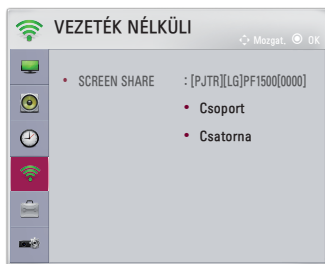 VEZETÉK NÉLKÜLI
Mozgat. OK
• SCREEN SHARE : [PJTR][LG]PF1500[0000]
• Csoport
• Csatorna